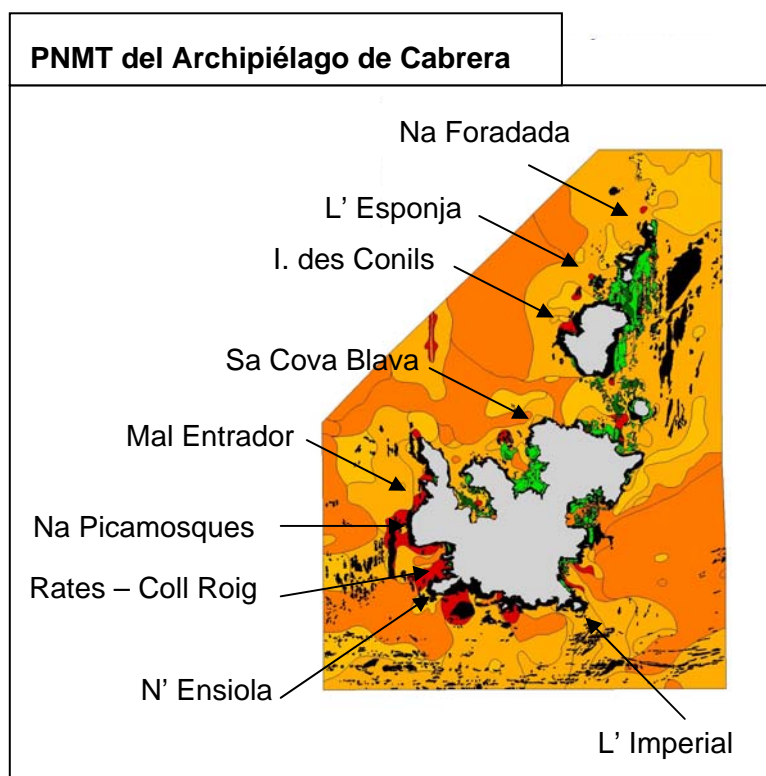 PNMT del Archipiélago de Cabrera
Na Foradada
L' Esponja
I. des Conils
Sa Cova Blava
Mal Entrador
Na Picamosques
Rates – Coll Roig
N' Ensiola
L' Imperial